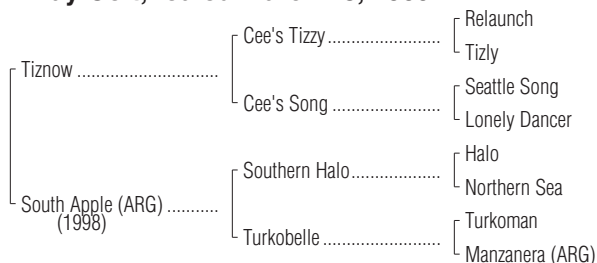 Relaunch
Cee's Tizzy
Tizly
Tiznow
Seattle Song
Cee's Song
Lonely Dancer
Halo
Southern Halo
Northern Sea
South Apple (ARG)
(1998)
Turkoman
Turkobelle
Manzanera (ARG)